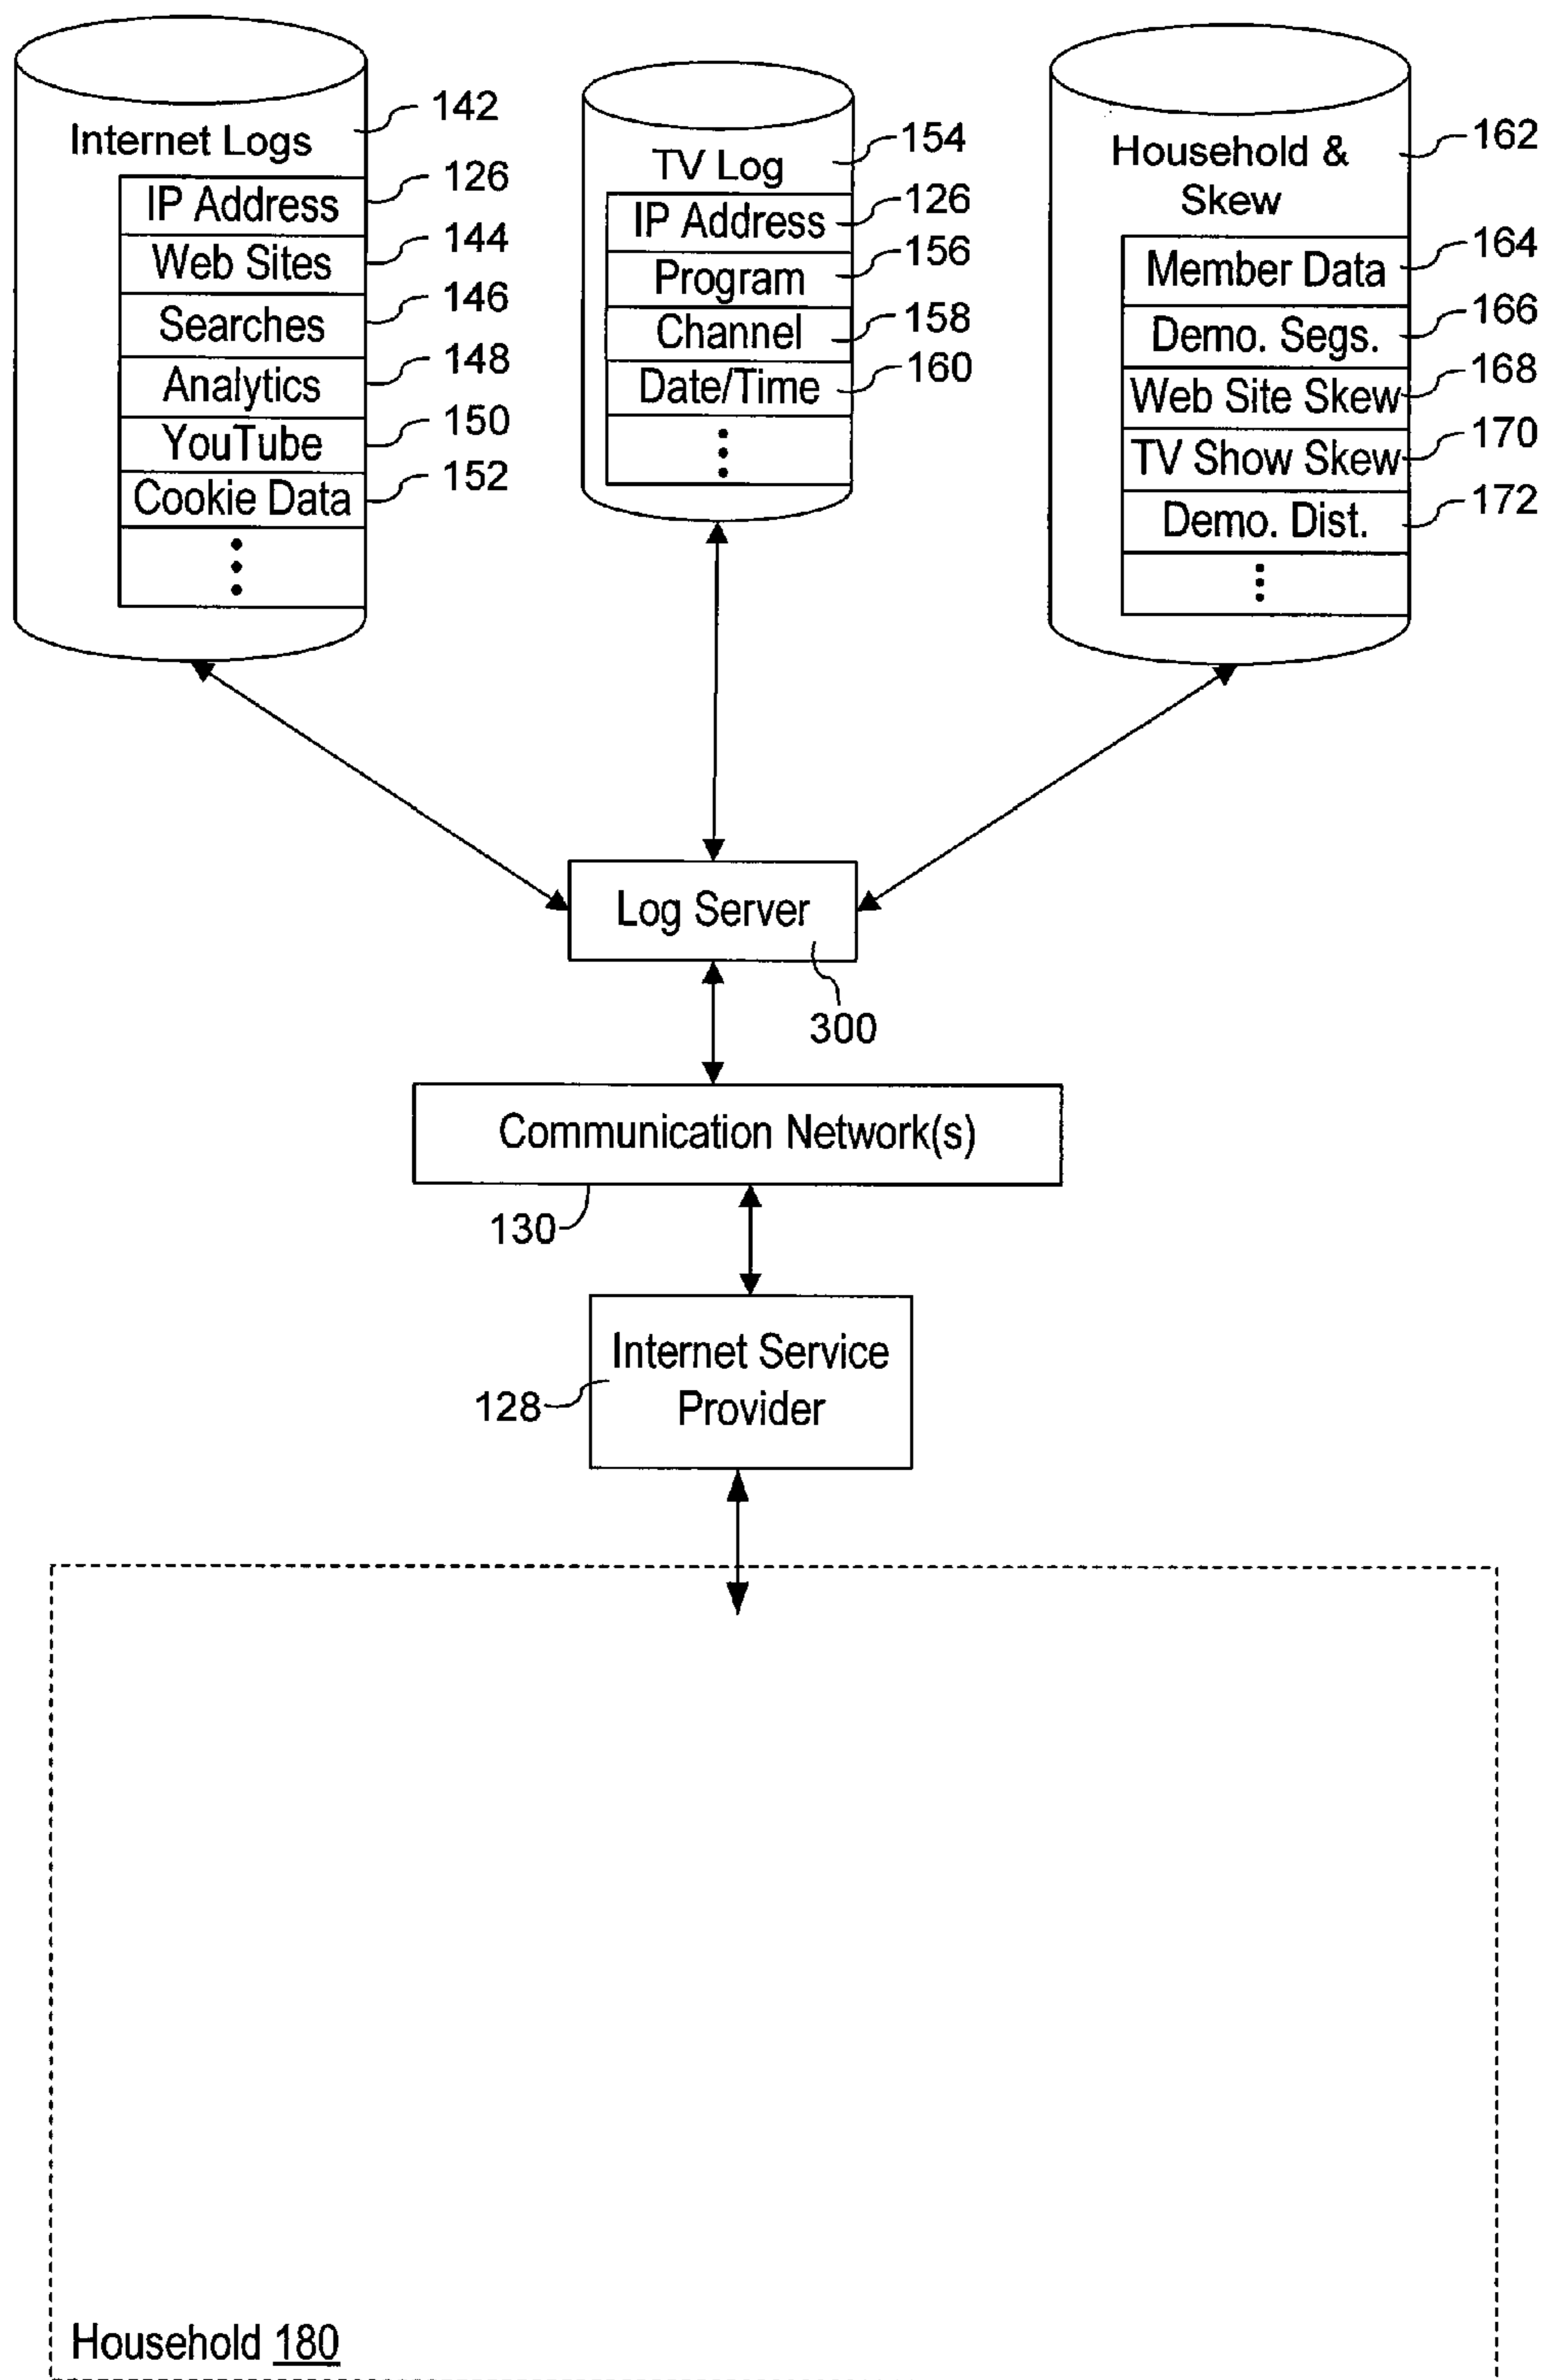 Internet Logs
142
IP Address
126
Web Sites
144
Searches
146
Analytics
148
YouTube
150
Cookie Data
152
TV Log
154
IP Address
126
Program
156
Channel
158
Date/Time
160
Household &
Skew
162
Member Data
164
Demo. Segs.
166
Web Site Skew
168
TV Show Skew
170
Demo. Dist.
172
Log Server
300
Communication Network(s)
130
Internet Service
Provider
128
Household 180